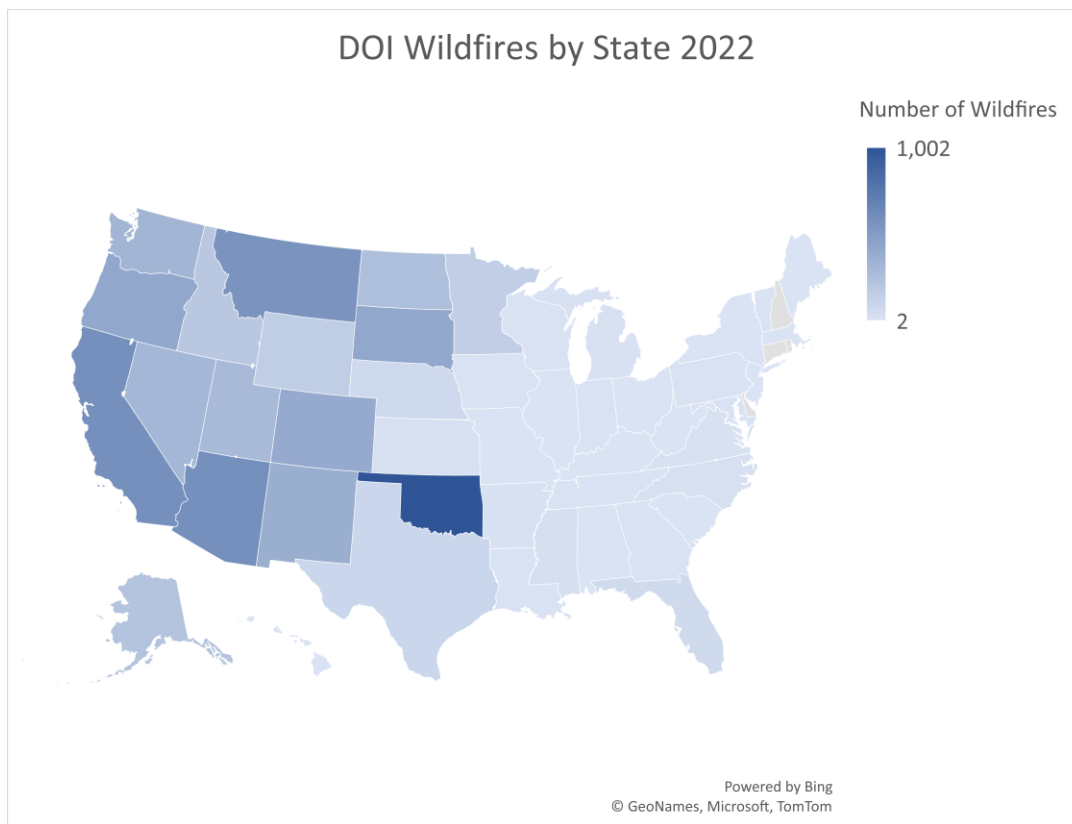 DOI Wildfires by State 2022
Number of Wildfires
1,002
2
Powered by Bing
© GeoNames, Microsoft, TomTom